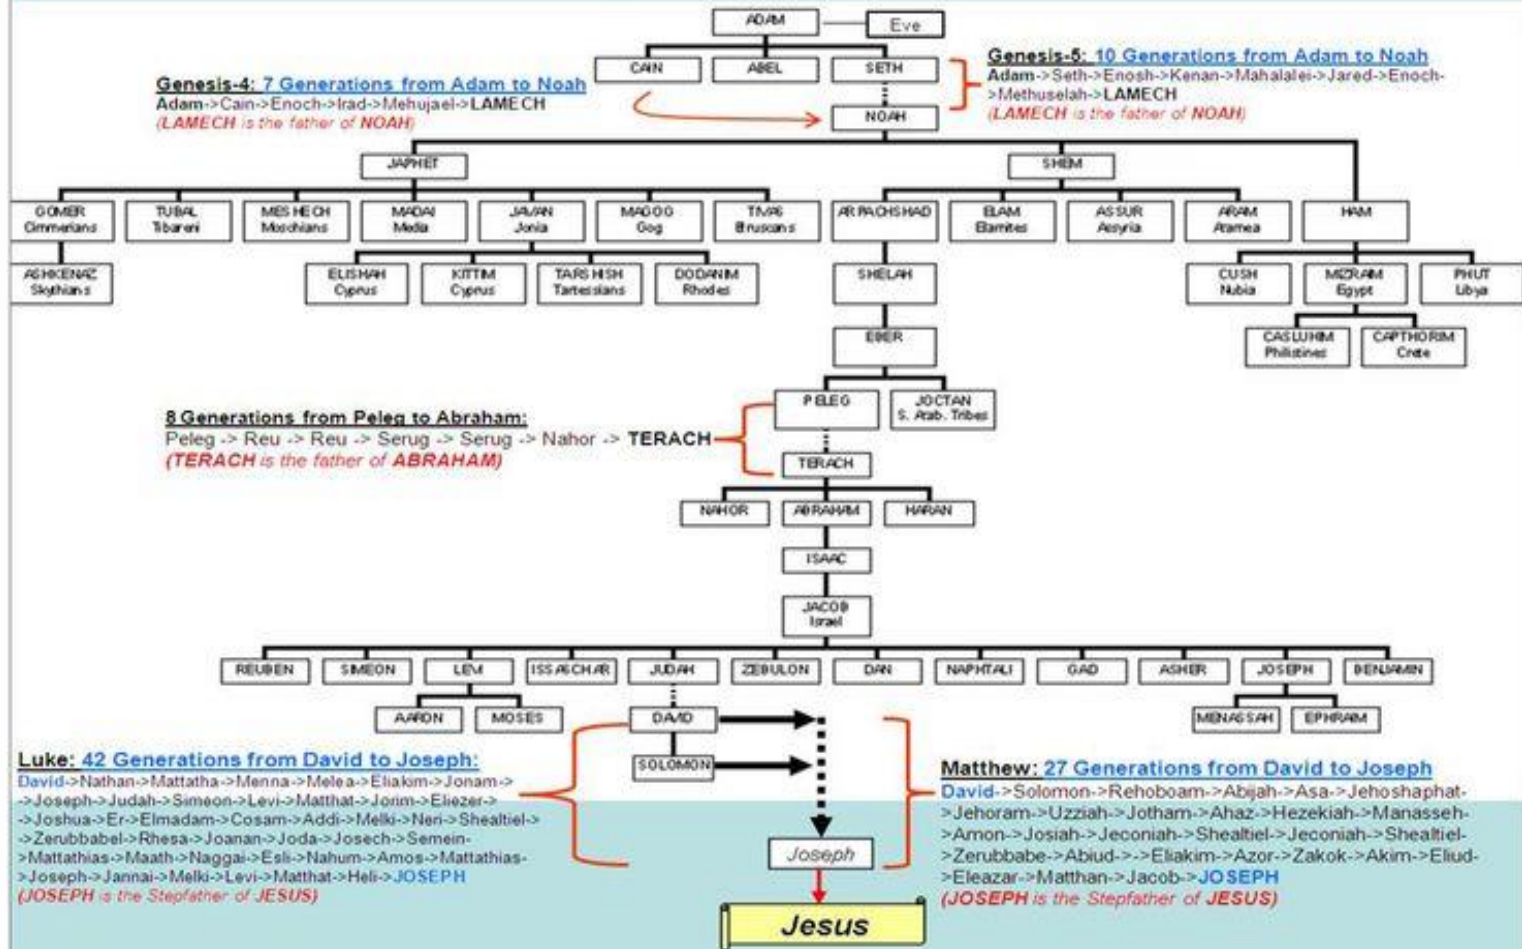 ADAM
Eve
CAIN
ABEL
SETH
Genesis-4: 7 Generations from Adam to Noah
Adam->Cain->Enoch->Irad->Mehujael->LAMECH
(LAMECH is the father of NOAH)
Genesis-5: 10 Generations from Adam to Noah
Adam->Seth->Enosh->Kenan->Mahalalei->Jared->Enoch-
>Methuselah->LAMECH
(LAMECH is the father of NOAH)
NOAH
JAPHET
SHEM
GOMER
Cimmerians
TUBAL
Tibareni
MESHECH
Moschians
MADAI
Media
JAVAN
Jonia
MAGOG
Gog
TIVAS
Etruscans
ARPACHSHAD
ELAM
Elamites
ASSUR
Assyria
ARAM
Aramea
HAM
ASHKENAZ
Skythians
ELISHAH
Cyprus
KITTIM
Cyprus
TARSHISH
Tartessians
DODANIM
Rhodes
SHELAH
CUSH
Nubia
MIZRAIM
Egypt
PHUT
Libya
EBER
CASLUHIM
Philistines
CAPTHORIM
Crete
PELEG
JOCTAN
S. Arab. Tribes
8 Generations from Peleg to Abraham:
Peleg -> Reu -> Reu -> Serug -> Serug -> Nahor -> TERACH
(TERACH is the father of ABRAHAM)
TERACH
NAHOR
ABRAHAM
HARAN
ISAAC
JACOB
Israel
REUBEN
SIMEON
LEVI
ISSASCHAR
JUDAH
ZEBULON
DAN
NAPHTALI
GAD
ASHER
JOSEPH
BENJAMIN
AARON
MOSES
DAVID
MENASSAH
EPHRAIM
SOLOMON
Luke: 42 Generations from David to Joseph:
David->Nathan->Mattatha->Menna->Melea->Eliakim->Jonam->
->Joseph->Judah->Simeon->Levi->Matthat->Jorim->Eliezer->
->Joshua->Er->Elmadam->Cosam->Addi->Melki->Neri->Shealtiel->
->Zerubbabel->Rhesa->Joanan->Joda->Josech->Semein-
>Mattathias->Maath->Naggai->Esli->Nahum->Amos->Mattathias-
>Joseph->Jannai->Melki->Levi->Matthat->Heli->JOSEPH
(JOSEPH is the Stepfather of JESUS)
Matthew: 27 Generations from David to Joseph
David->Solomon->Rehoboam->Abijah->Asa->Jehoshaphat-
>Jehoram->Uzziah->Jotham->Ahaz->Hezekiah->Manasseh-
>Amon->Josiah->Jeconiah->Shealtiel->Jeconiah->Shealtiel-
>Zerubbabe->Abiud->->Eliakim->Azor->Zakok->Akim->Eliud-
>Eleazar->Matthan->Jacob->JOSEPH
(JOSEPH is the Stepfather of JESUS)
Joseph
Jesus